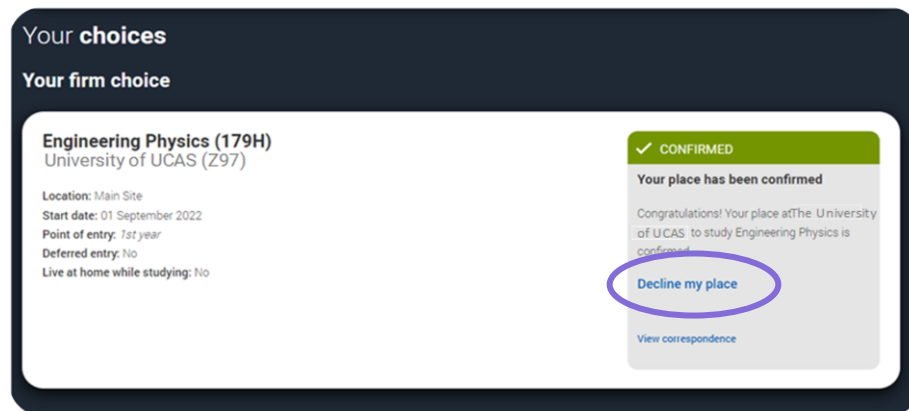 Your choices
Your firm choice
Engineering Physics (179H)
University of UCAS (Z97)
Location: Main Site
Start date: 01 September 2022
Point of entry: 1st year
Deferred entry: No
Live at home while studying: No
CONFIRMED
Your place has been confirmed
Congratulations! Your place atThe University
of UCAS to study Engineering Physics is
confirmed
Decline my place
View correspondence